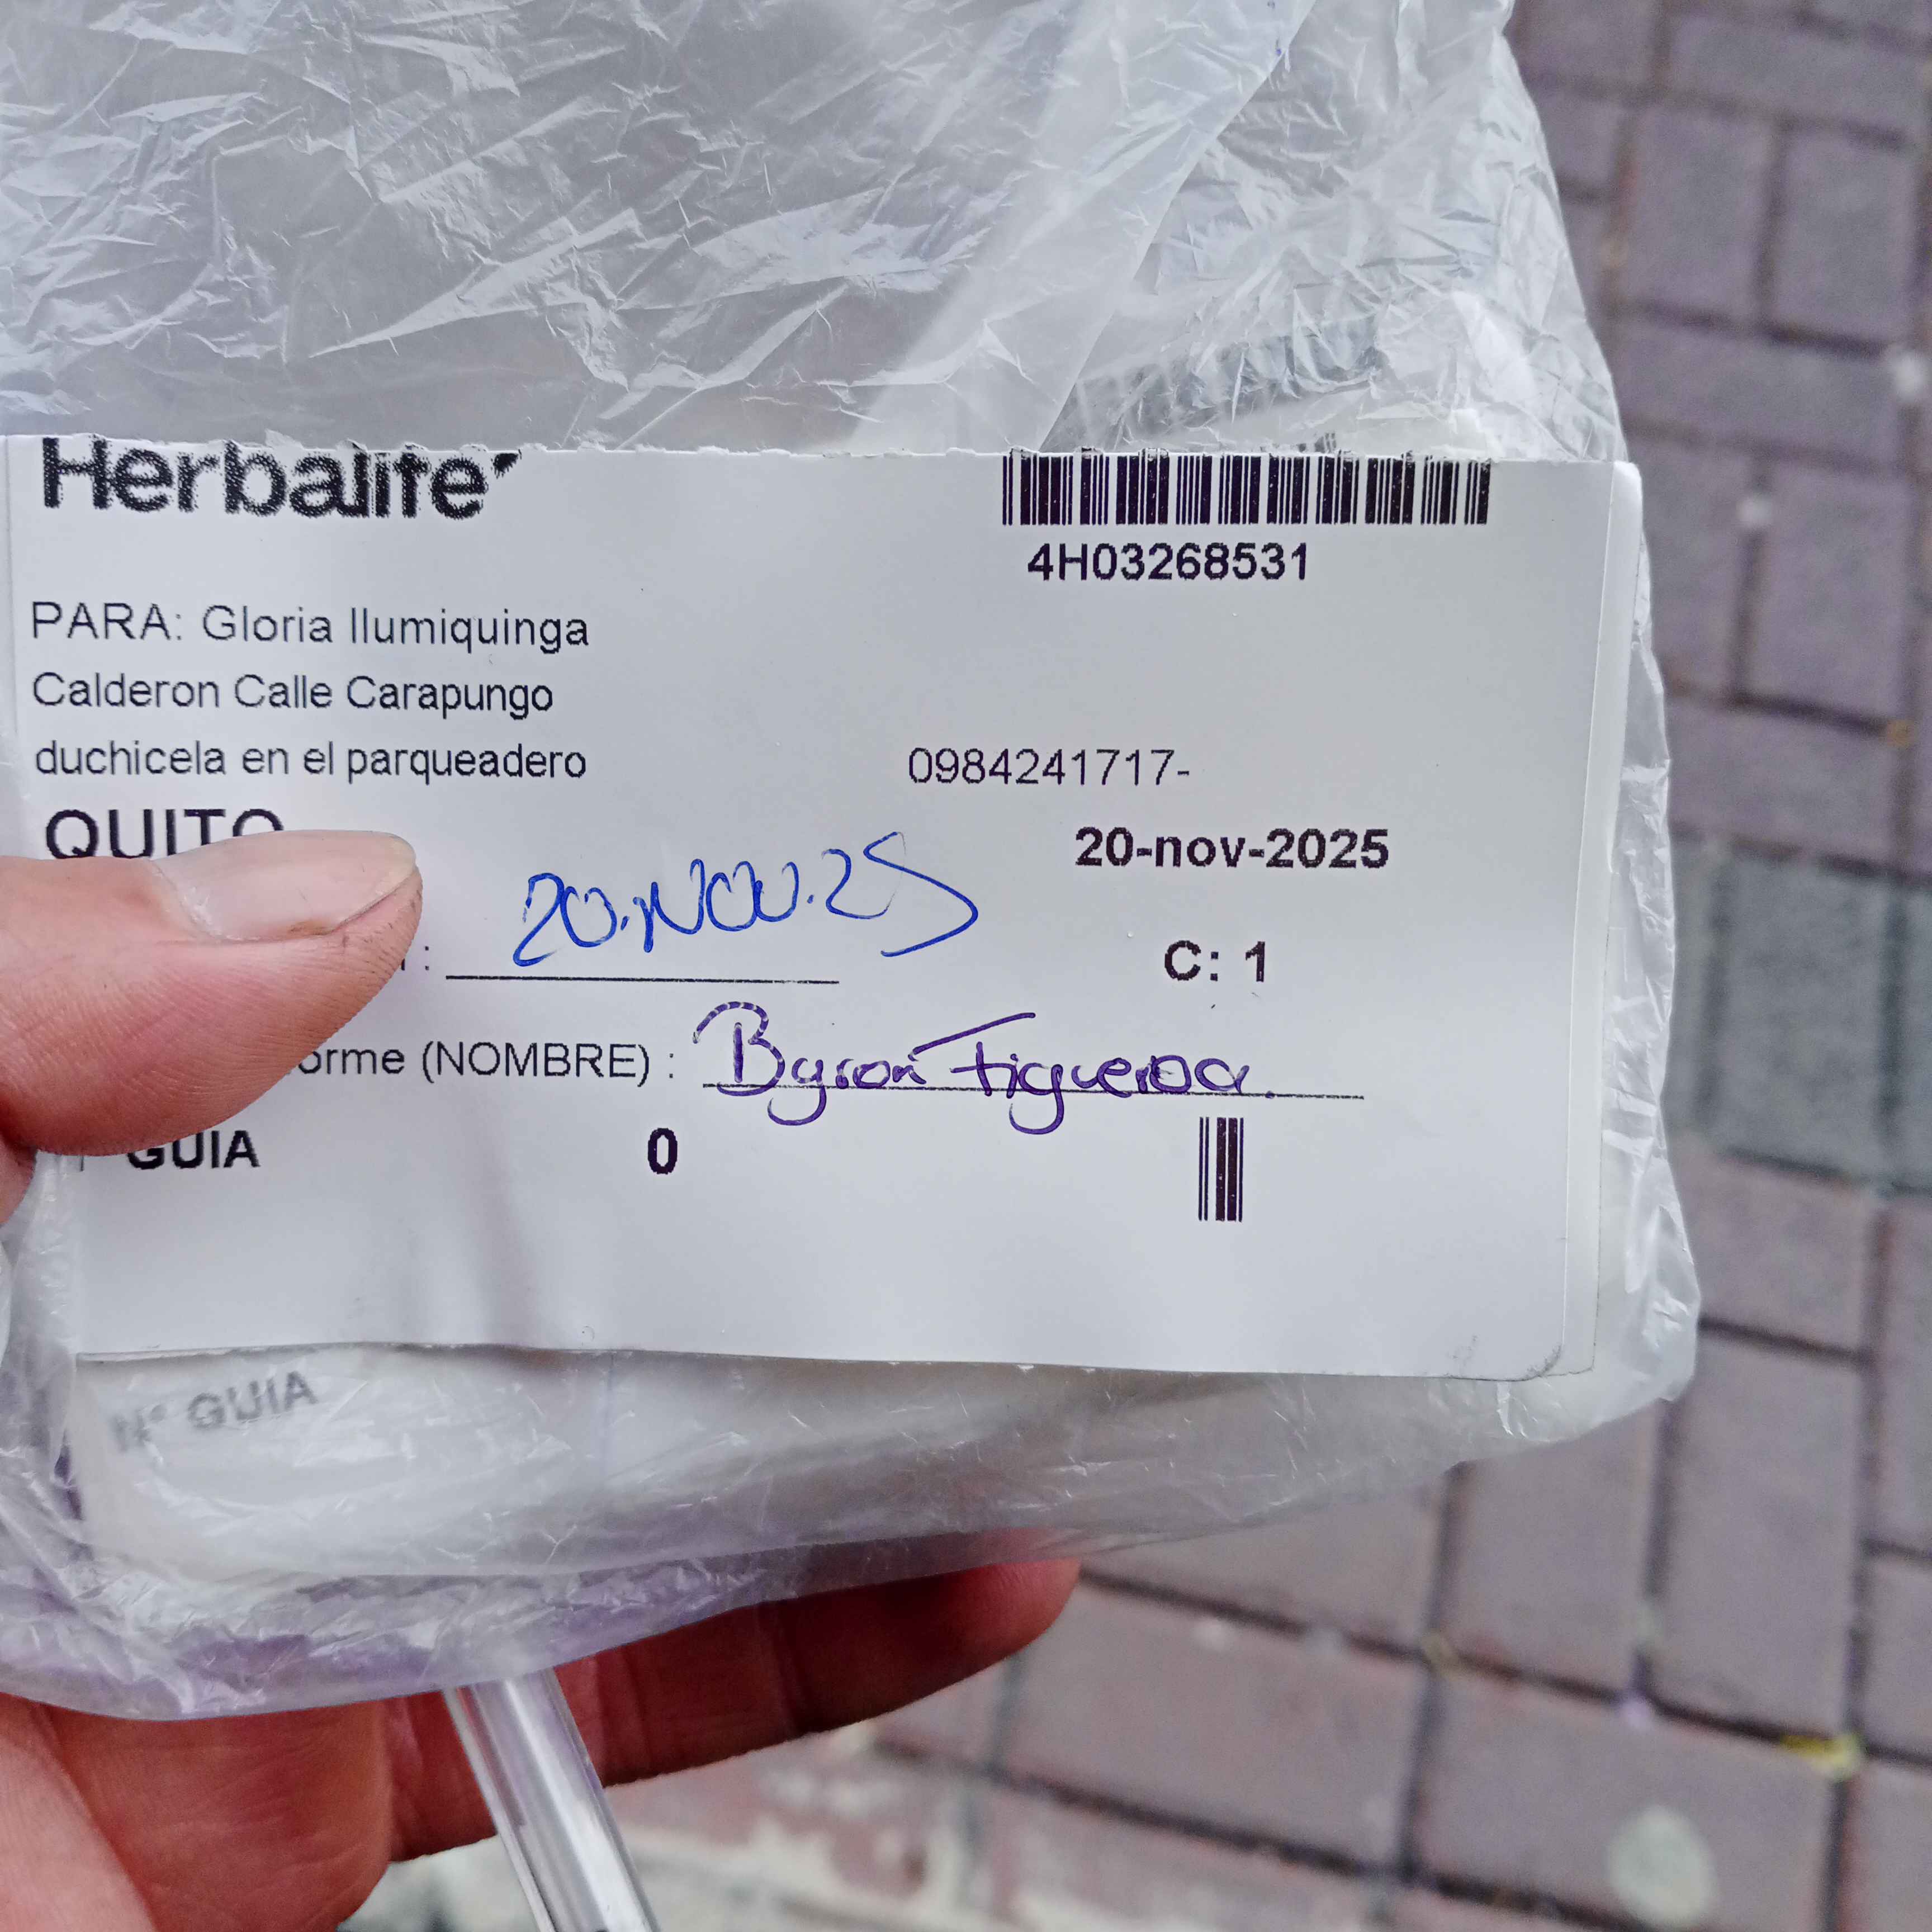 Herbalife
4H03268531
PARA: Gloria Ilumiquinga
Calderon Calle Carapungo
duchicela en el parqueadero 0984241717-
QUITO 20-nov-2025
: 20.NOV.25 C: 1
orme (NOMBRE) : Byron Figueroa.
GUIA 0
N° GUIA